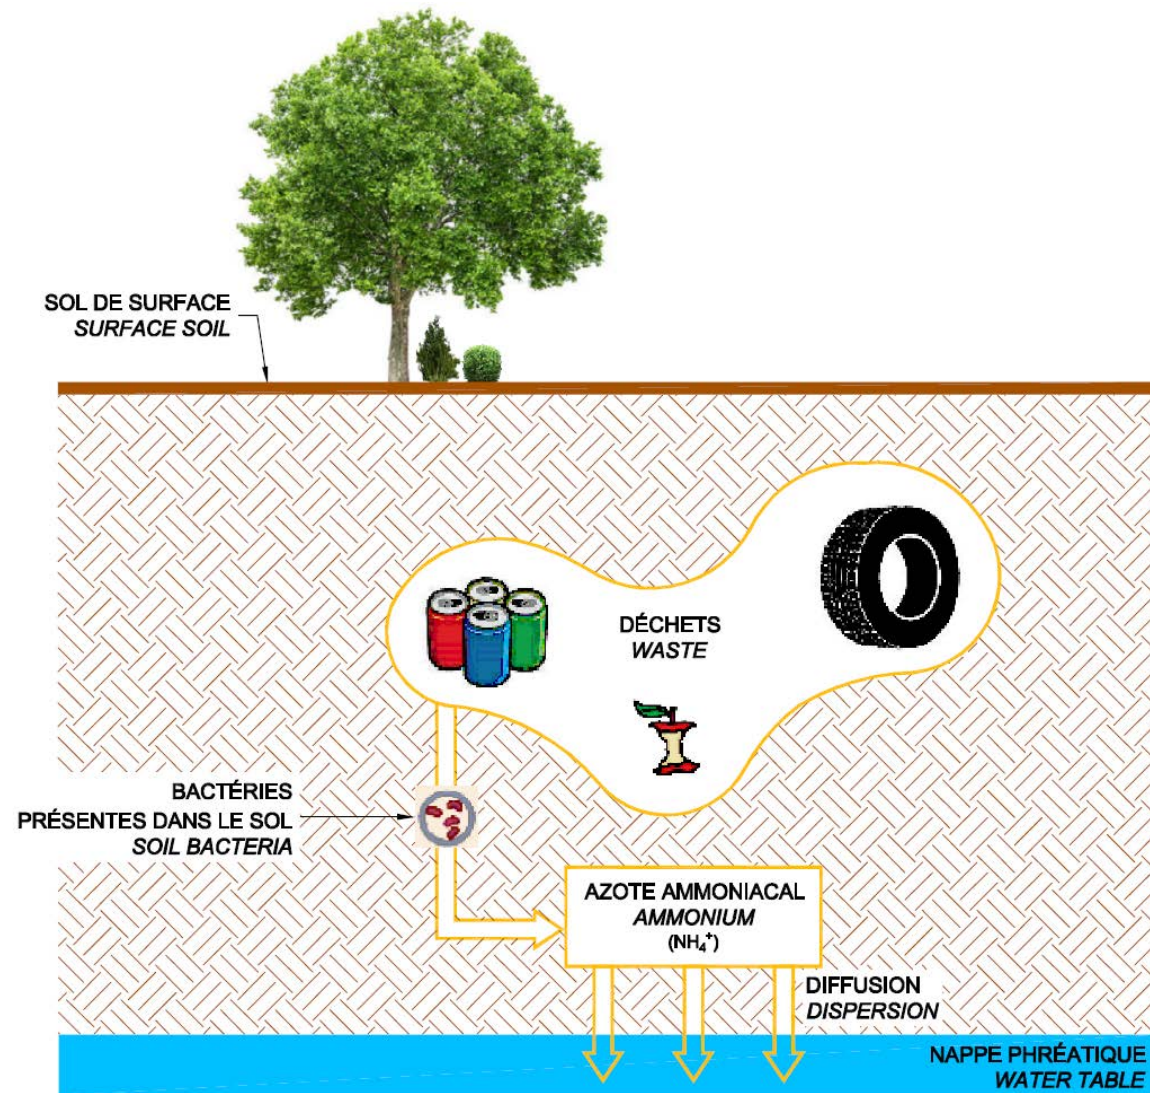 SOL DE SURFACE
SURFACE SOIL
DÉCHETS
WASTE
BACTÉRIES
PRÉSENTES DANS LE SOL
SOIL BACTERIA
AZOTE AMMONIACAL
AMMONIUM
(NH₄⁺)
DIFFUSION
DISPERSION
NAPPE PHRÉATIQUE
WATER TABLE